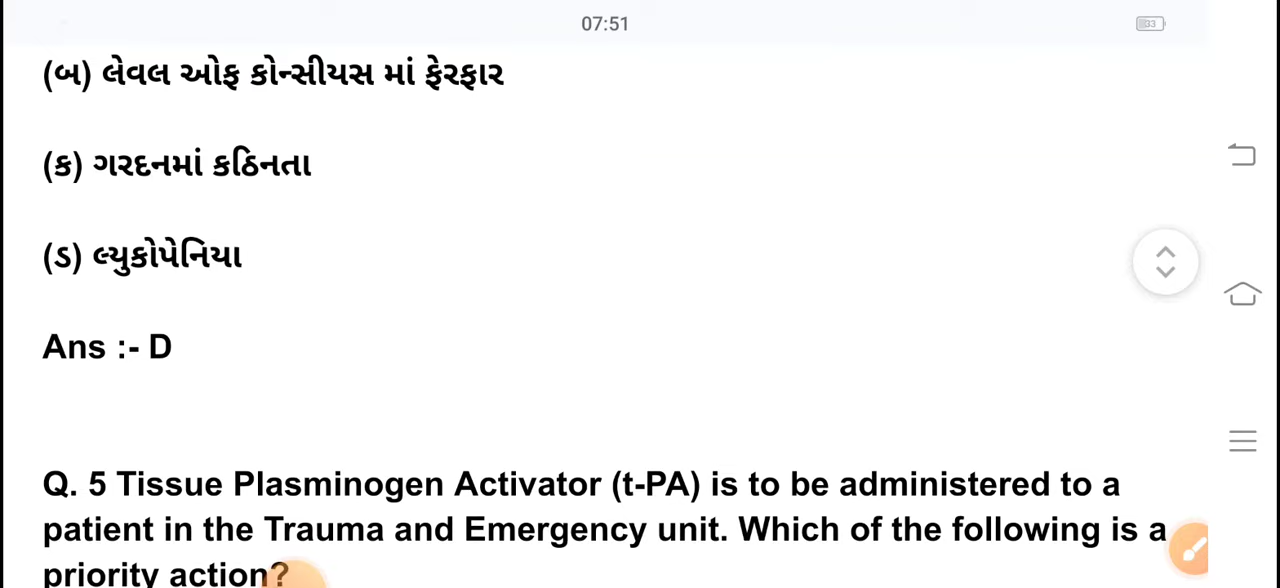 07:51
33
(બ) લેવલ ઓફ કોન્સીયસ માં ફેરફાર
(ક) ગરદનમાં કઠિનતા
(ડ) લ્યુકોપેનિયા
Ans :- D
Q. 5 Tissue Plasminogen Activator (t-PA) is to be administered to a
patient in the Trauma and Emergency unit. Which of the following is a
priority action?